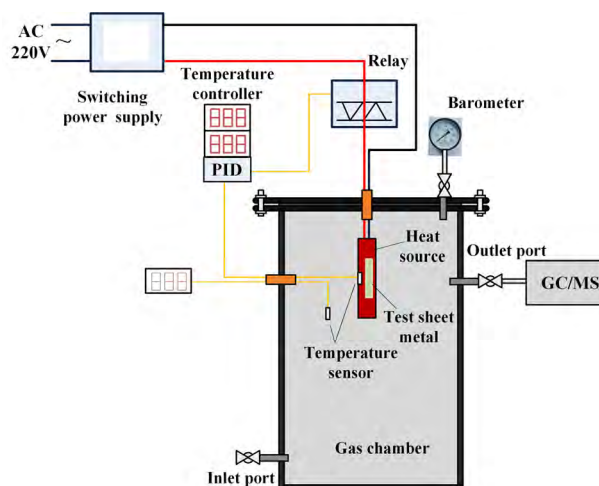 AC
220V
~
Switching
power supply
Temperature
controller
PID
Relay
Barometer
Heat
source
Outlet port
GC/MS
Test sheet
metal
Temperature
sensor
Gas chamber
Inlet port